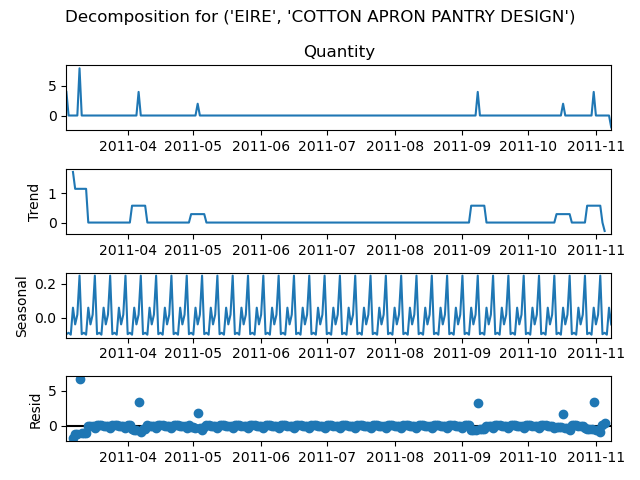 Decomposition for ('EIRE', 'COTTON APRON PANTRY DESIGN')
Quantity
5
0
2011-04 2011-05 2011-06 2011-07 2011-08 2011-09 2011-10 2011-11
Trend
1
0
2011-04 2011-05 2011-06 2011-07 2011-08 2011-09 2011-10 2011-11
Seasonal
0.2
0.0
2011-04 2011-05 2011-06 2011-07 2011-08 2011-09 2011-10 2011-11
Resid
5
0
2011-04 2011-05 2011-06 2011-07 2011-08 2011-09 2011-10 2011-11